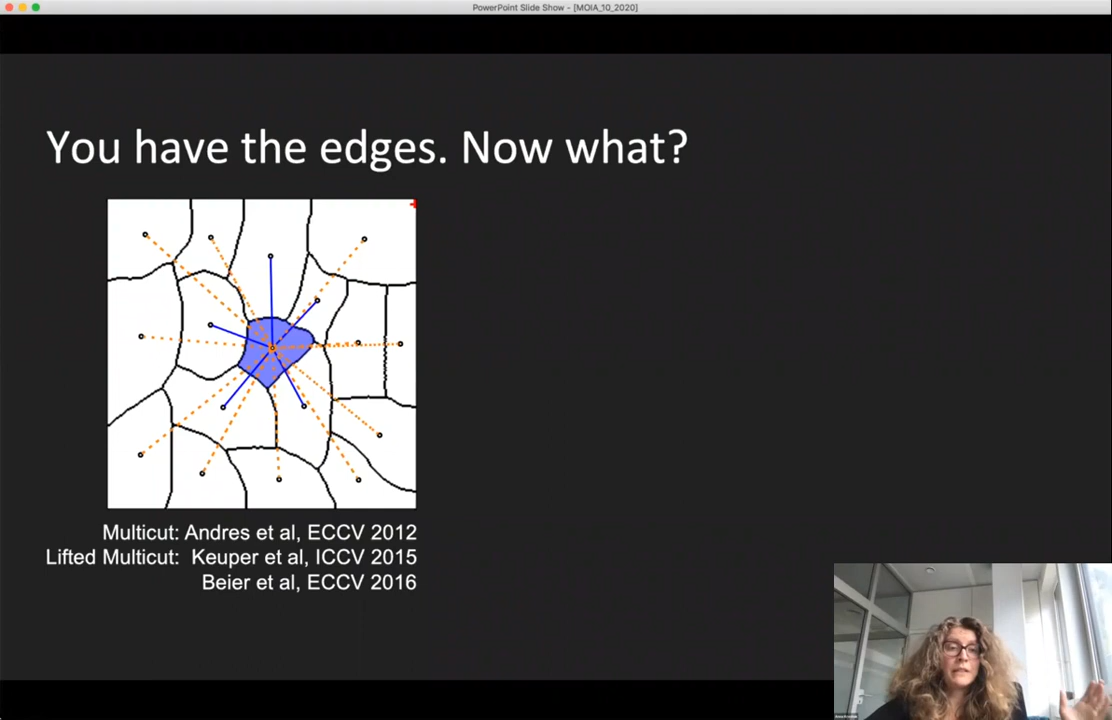 PowerPoint Slide Show - [MOIA_10_2020]
You have the edges. Now what?
Multicut: Andres et al, ECCV 2012
Lifted Multicut: Keuper et al, ICCV 2015
Beier et al, ECCV 2016